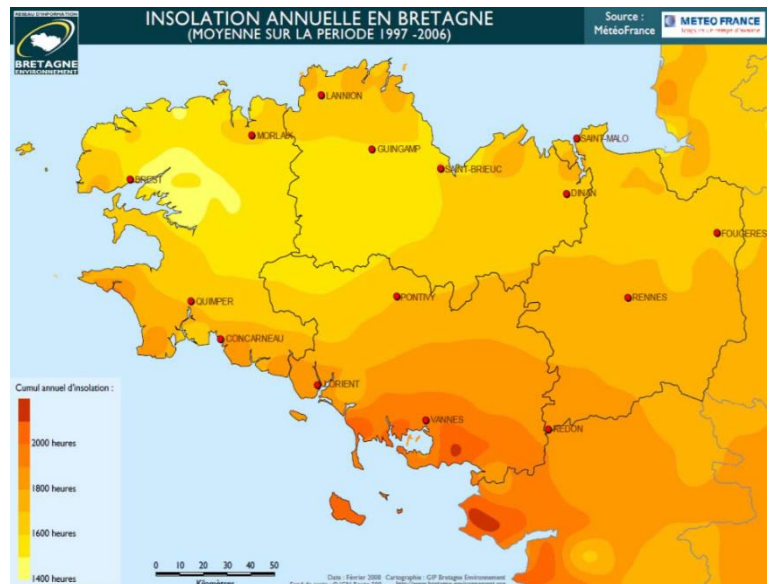 RESEAU D'INFORMATION
BRETAGNE
ENVIRONNEMENT
INSOLATION ANNUELLE EN BRETAGNE
(MOYENNE SUR LA PERIODE 1997 -2006)
Source :
MétéoFrance
METEO FRANCE
LANNION
MORLAIX
GUINGAMP
SAINT-MALO
SAINT-BRIEUC
BREST
DINAN
FOUGERES
QUIMPER
PONTIVY
RENNES
CONCARNEAU
LORIENT
VANNES
REDON
Cumul annuel d'insolation :
2000 heures
1800 heures
1600 heures
1400 heures
0 10 20 30 40 50
Kilomètres
Date : Février 2008 Cartographie : GIP Bretagne Environnement